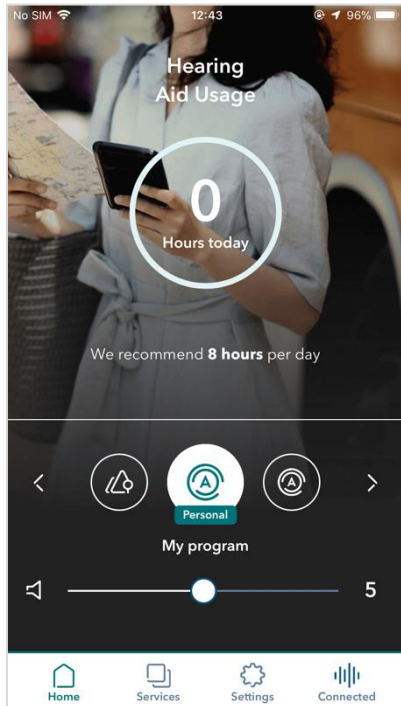 No SIM 12:43 96%
Hearing
Aid Usage
0
Hours today
We recommend 8 hours per day
A A
Personal
My program
5
Home Services Settings Connected